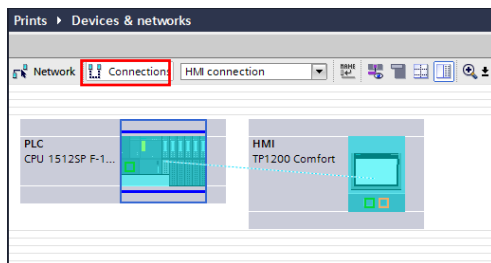 Prints ▸ Devices & networks
Network Connections HMI connection
PLC
CPU 1512SP F-1...
HMI
TP1200 Comfort